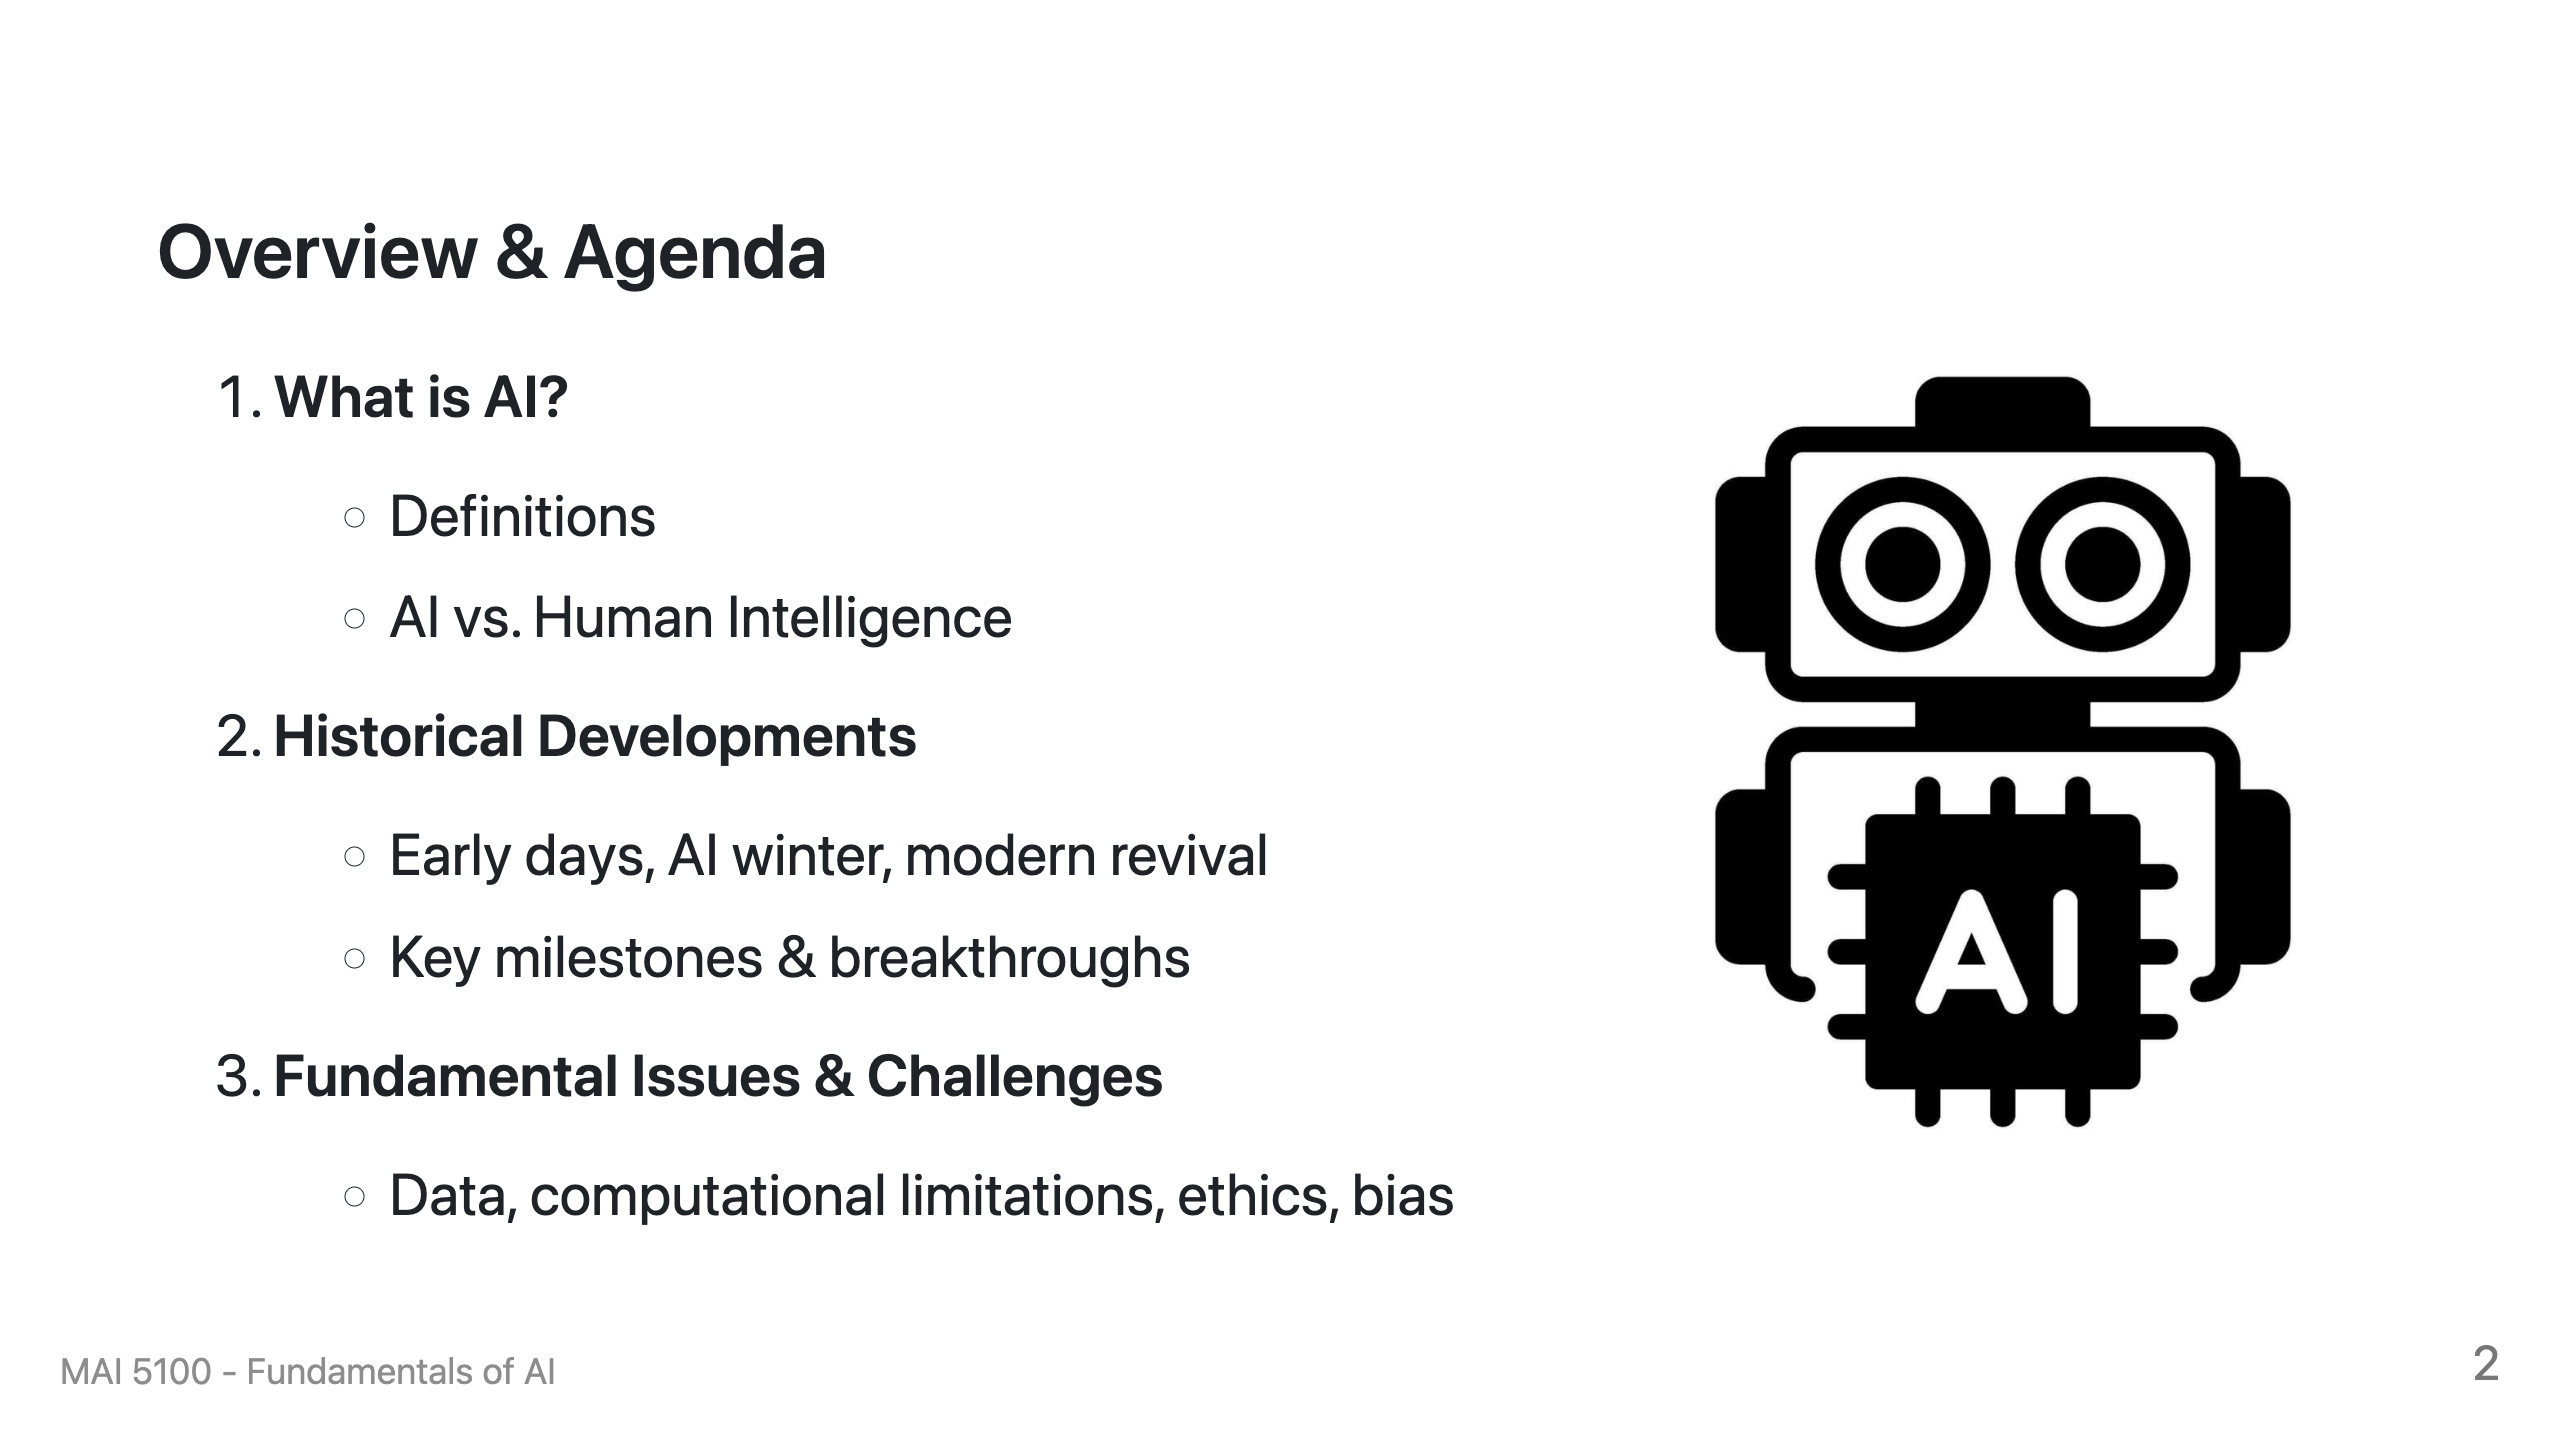 Overview & Agenda
1. What is AI?
○ Definitions
○ AI vs. Human Intelligence
2. Historical Developments
○ Early days, AI winter, modern revival
○ Key milestones & breakthroughs
3. Fundamental Issues & Challenges
○ Data, computational limitations, ethics, bias
AI
MAI 5100 - Fundamentals of AI
2